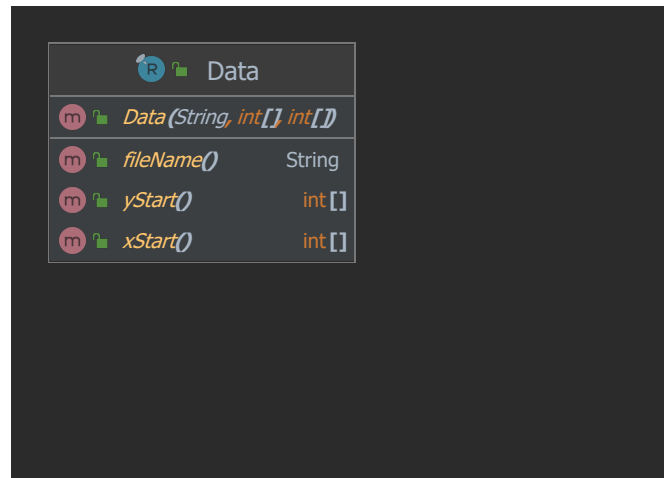 R Data
m Data(String, int[], int[])
m fileName() String
m yStart() int[]
m xStart() int[]